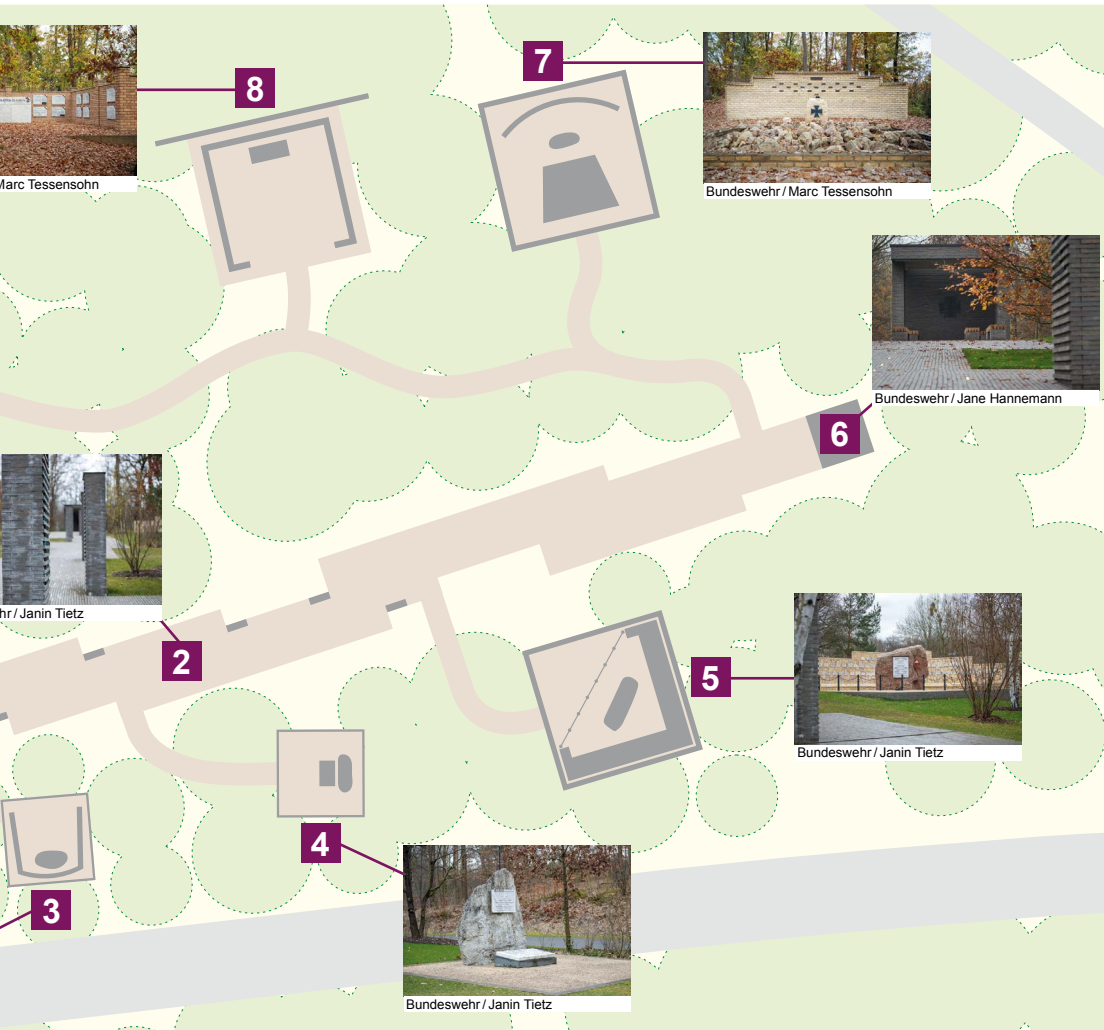 7
8
Marc Tessensohn
Bundeswehr / Marc Tessensohn
Bundeswehr / Jane Hannemann
6
hr / Janin Tietz
2
5
Bundeswehr / Janin Tietz
4
3
Bundeswehr / Janin Tietz